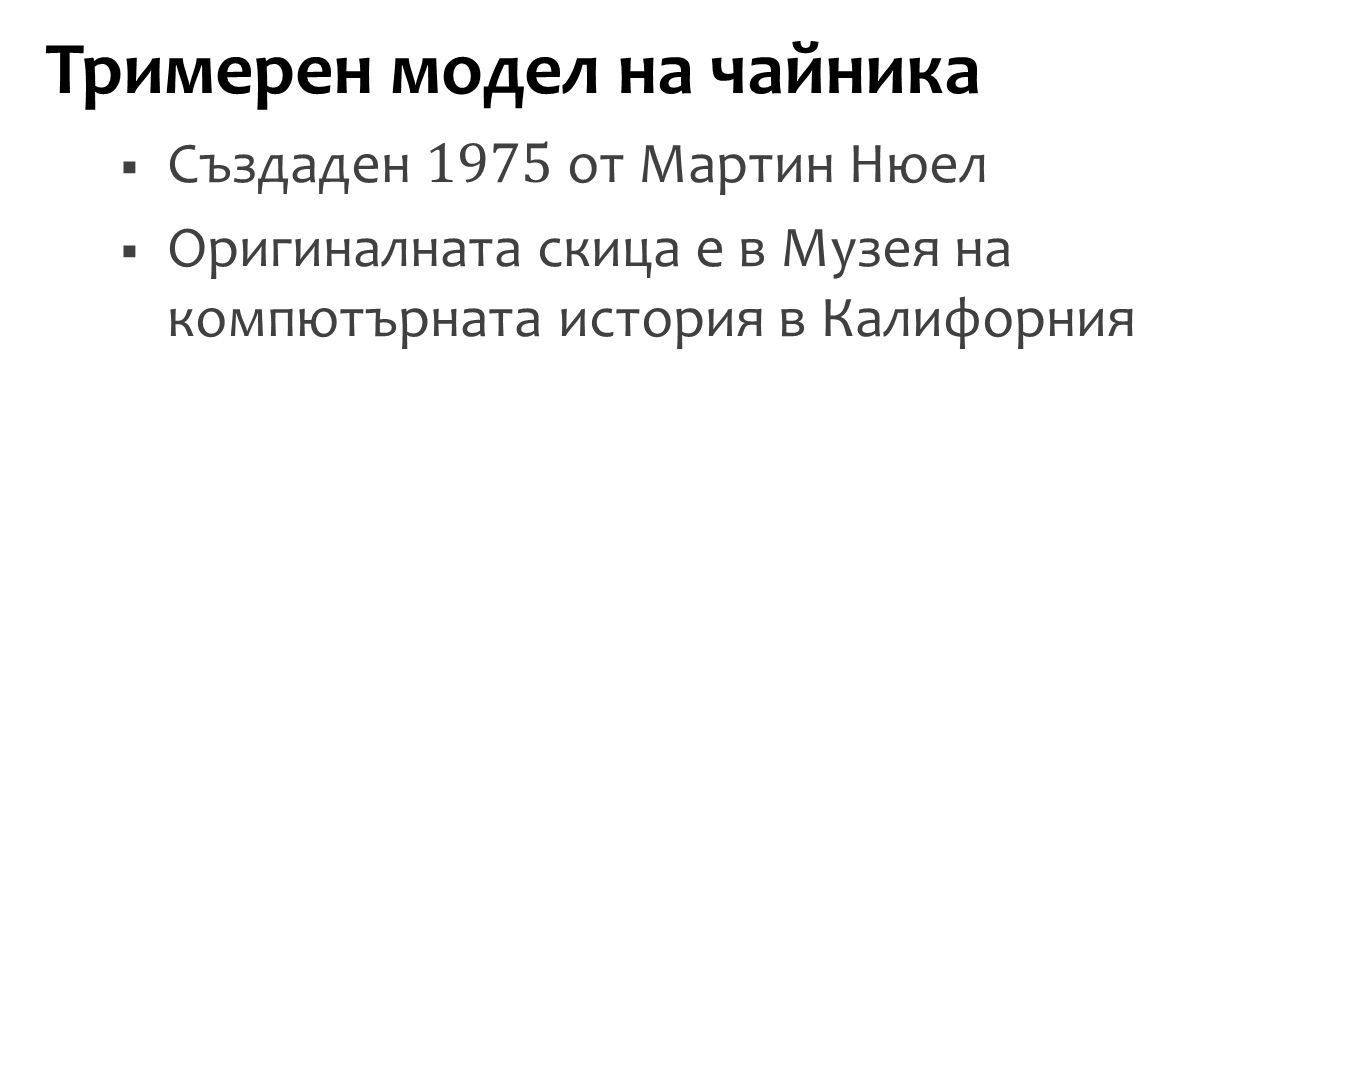 Тримерен модел на чайника
▪ Създаден 1975 от Мартин Нюел
▪ Оригиналната скица е в Музея на
компютърната история в Калифорния